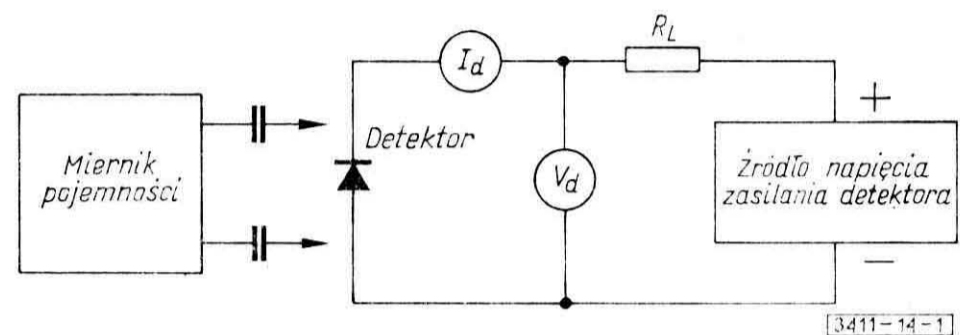 Miernik
pojemności
Detektor
I_d
V_d
R_L
+
Źródło napięcia
zasilania detektora
−
3411-14-1